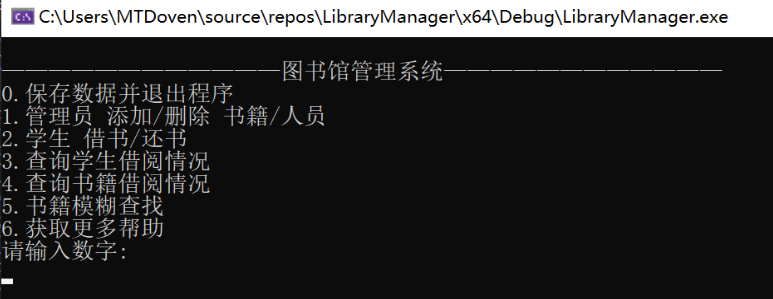 C:\Users\MTDoven\source\repos\LibraryManager\x64\Debug\LibraryManager.exe
————————————图书馆管理系统————————————
0.保存数据并退出程序
1.管理员 添加/删除 书籍/人员
2.学生 借书/还书
3.查询学生借阅情况
4.查询书籍借阅情况
5.书籍模糊查找
6.获取更多帮助
请输入数字: